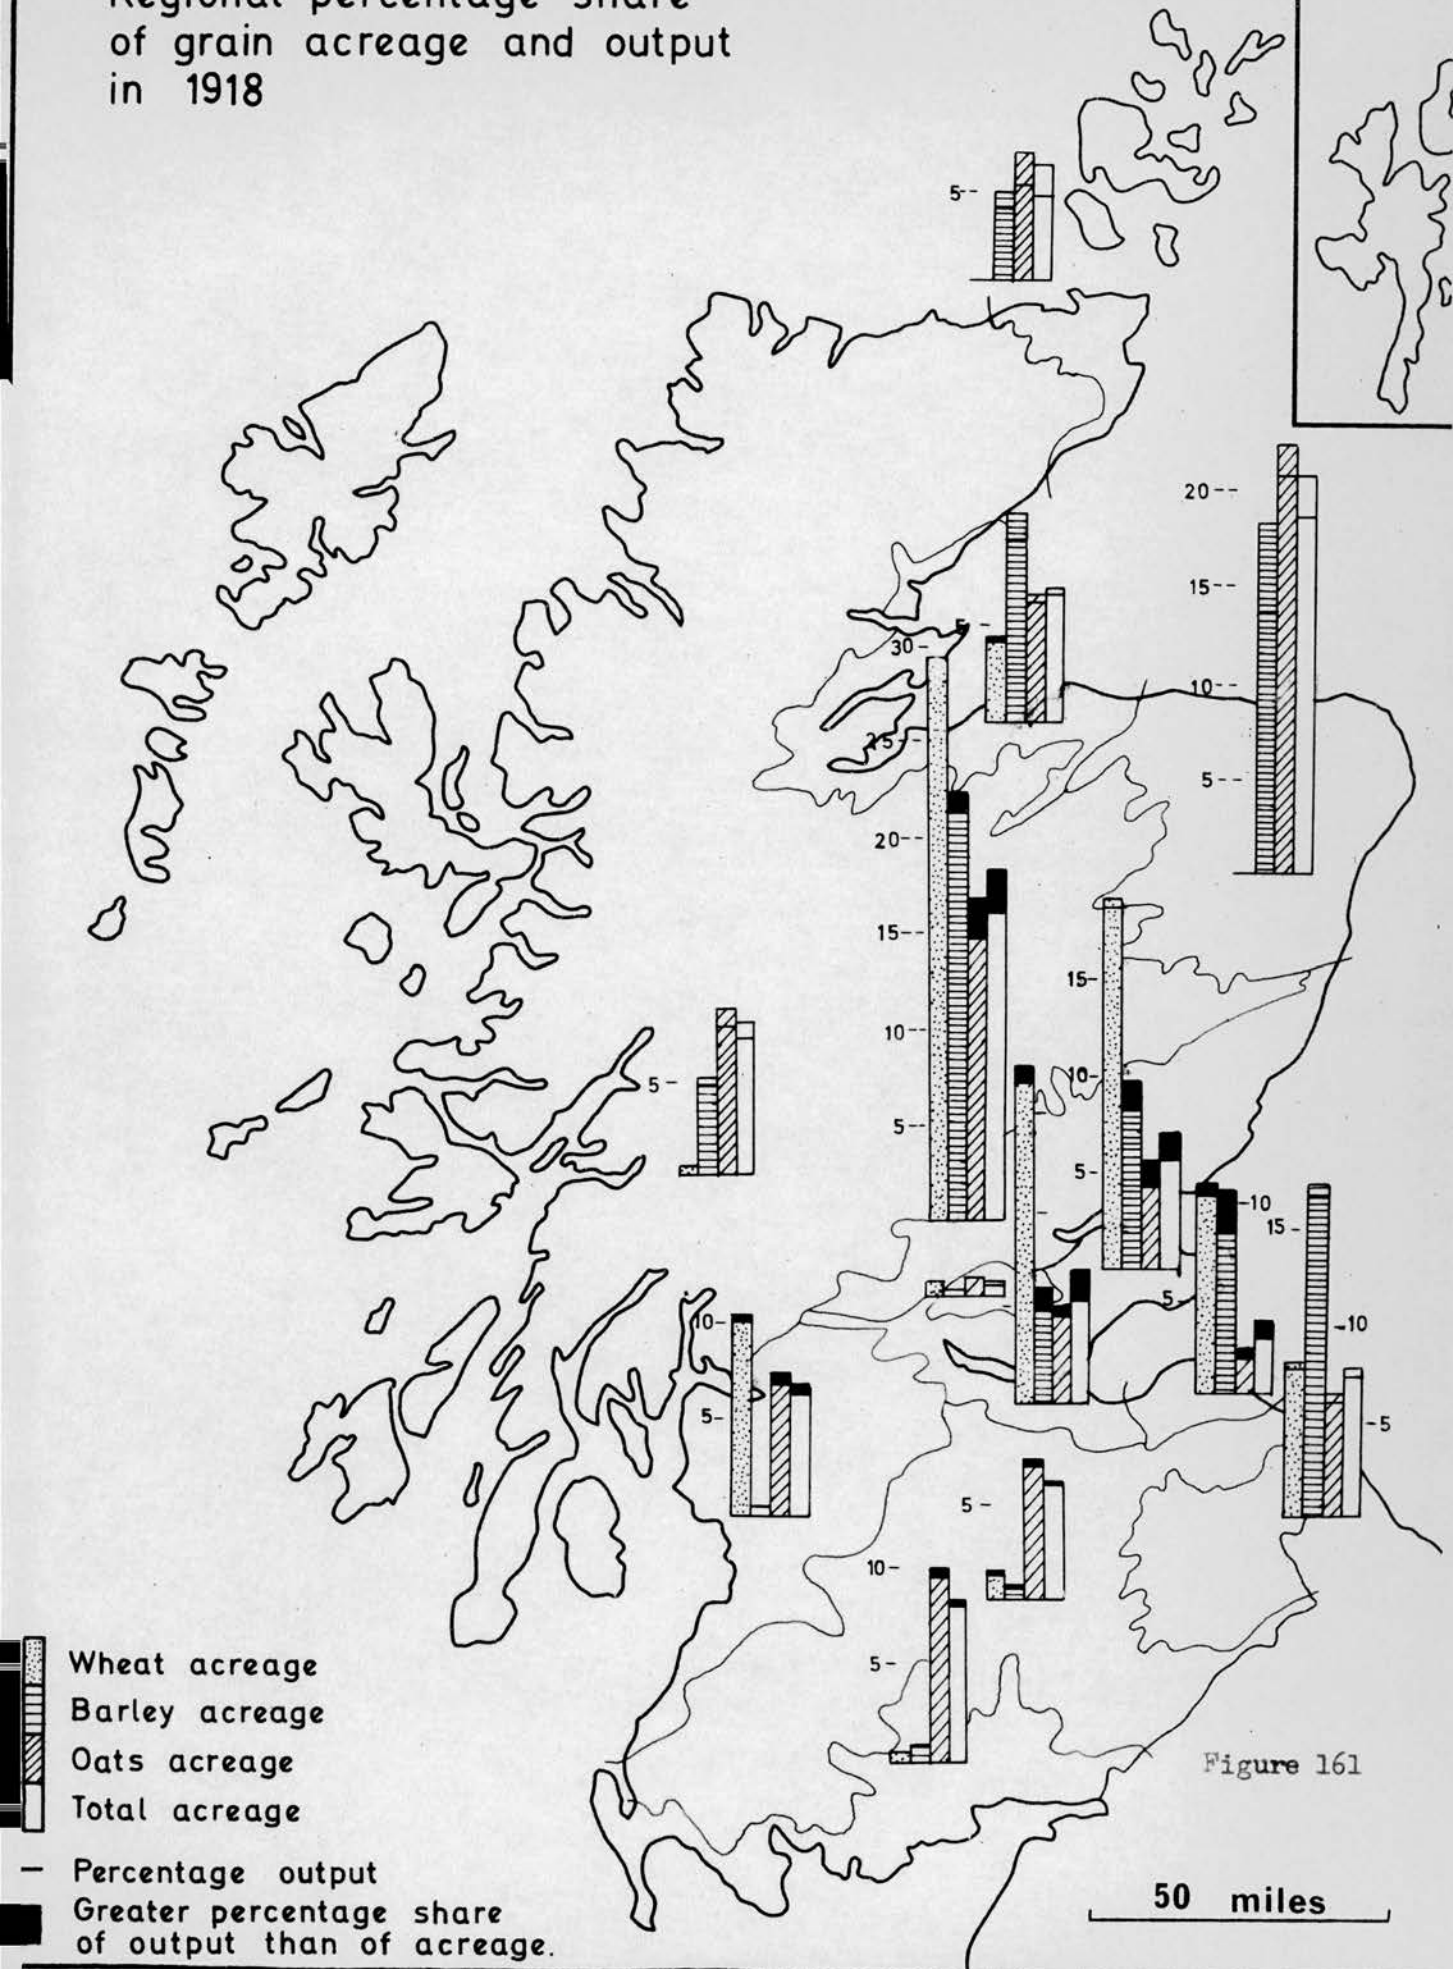 Regional percentage share
of grain acreage and output
in 1918
5--
20--
15--
10--
5--
5 -
30-
25--
20--
15--
10--
5--
15-
10-
5-
5-
-10
15-
5
-10
-5
10-
5-
5-
10-
5-
Wheat acreage
Barley acreage
Oats acreage
Total acreage
– Percentage output
Greater percentage share
of output than of acreage.
Figure 161
50 miles